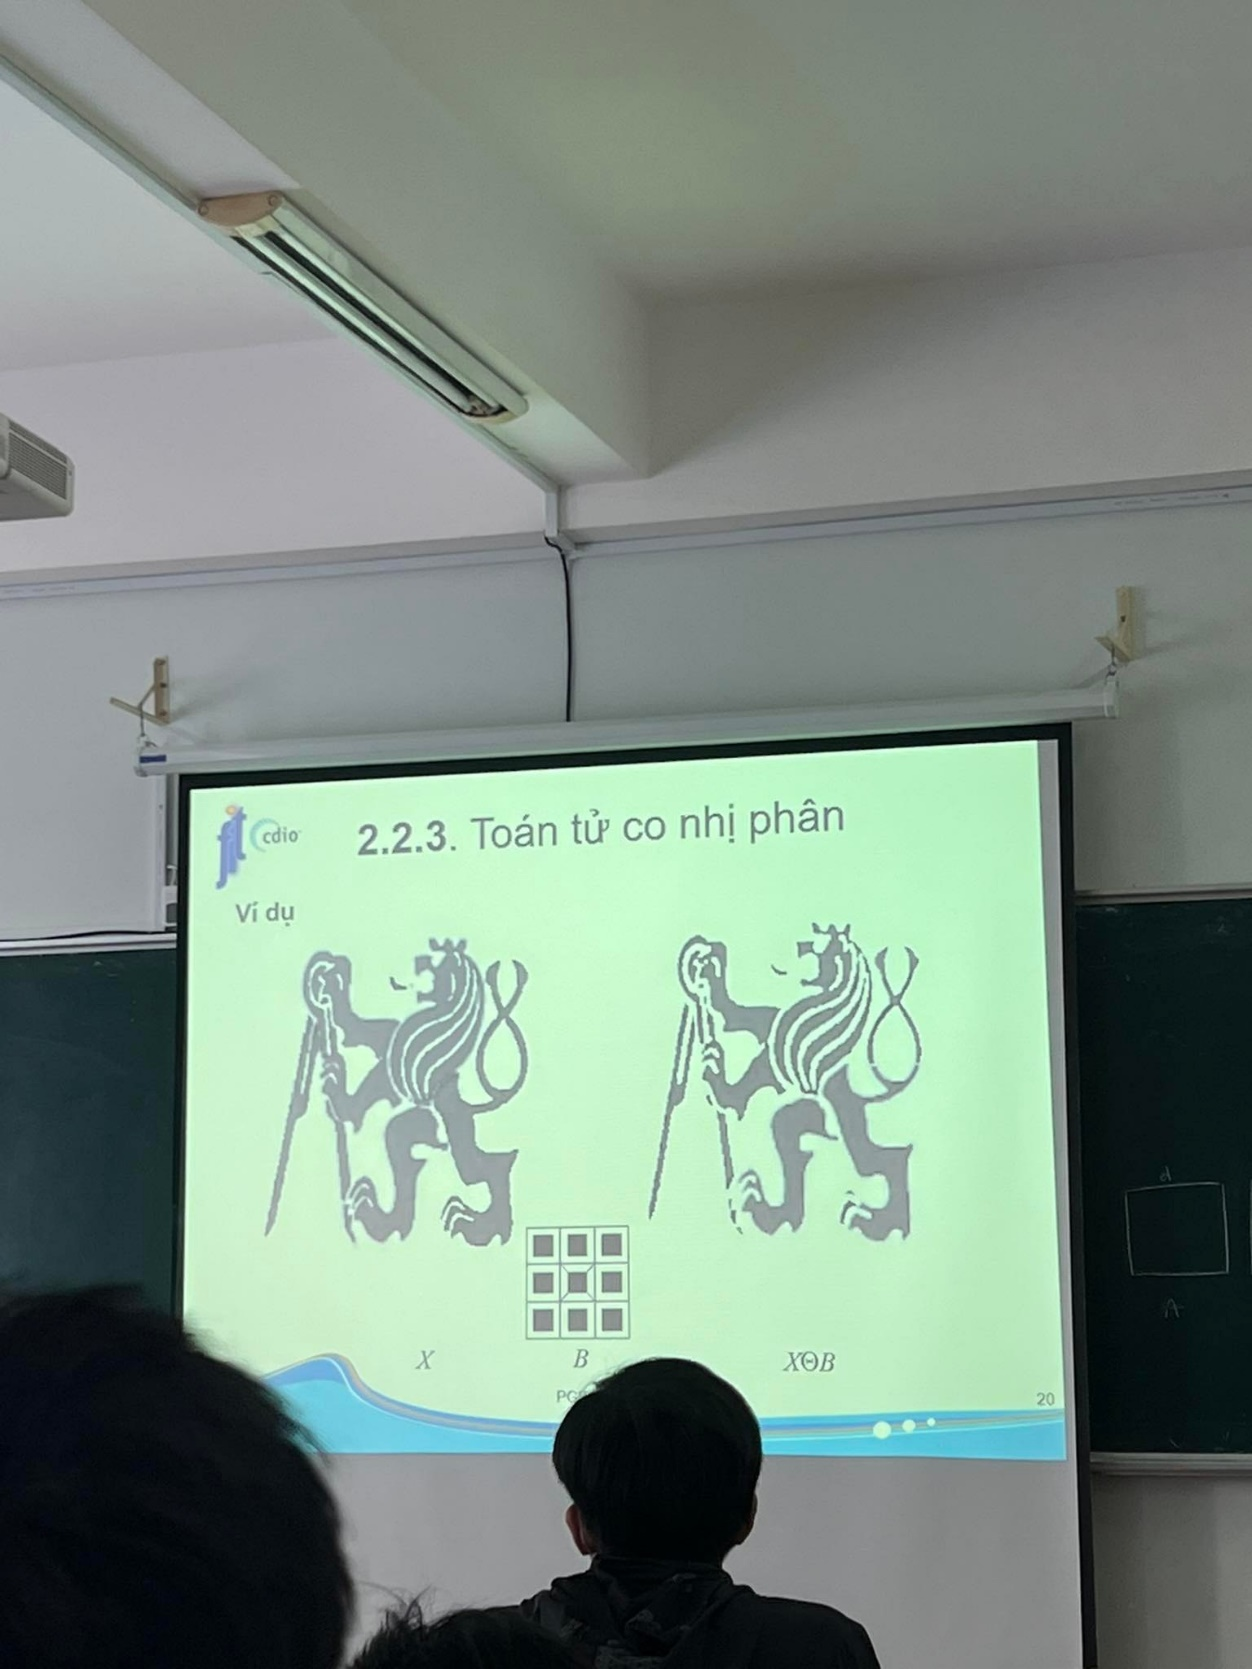 cdio
2.2.3. Toán tử co nhị phân
Ví dụ
X B XΘB
20
d
A